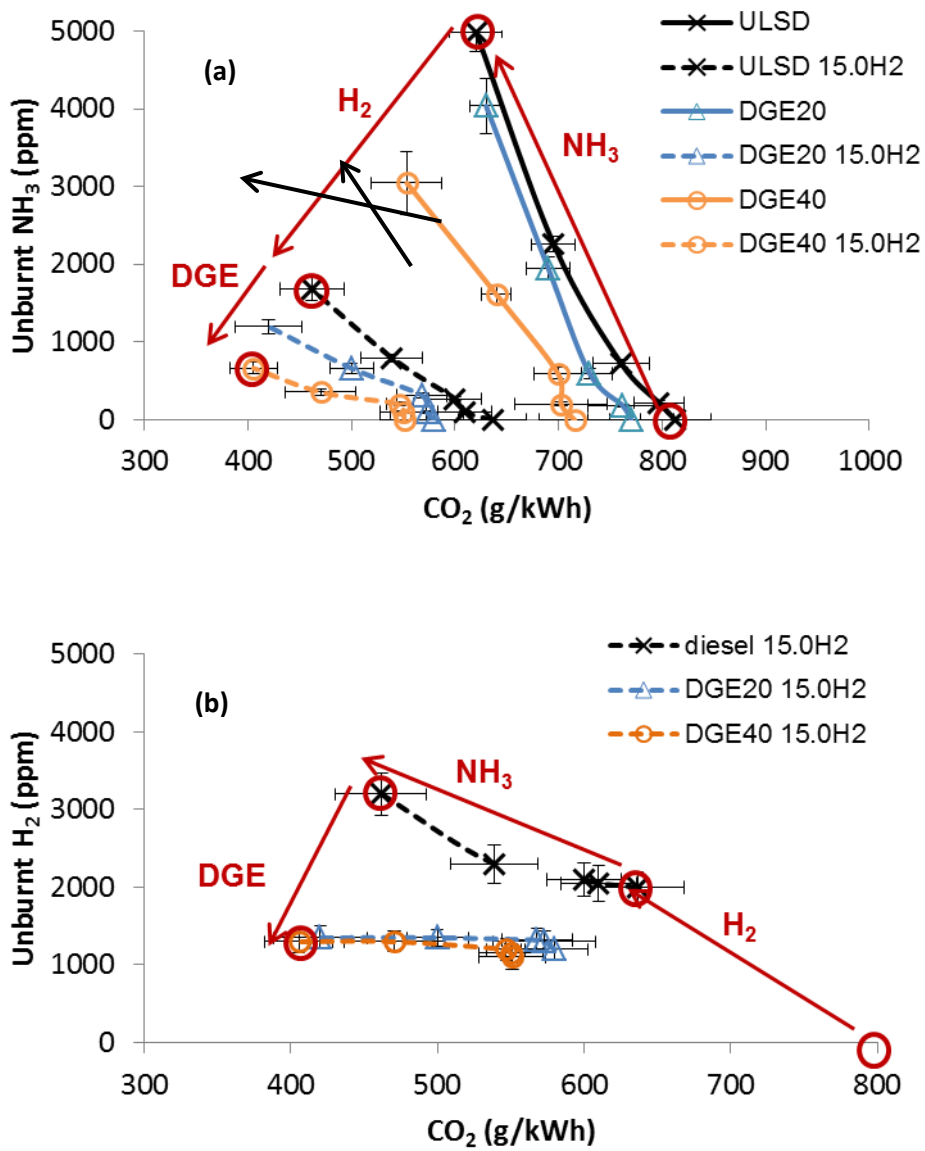 5000
4000
3000
2000
1000
0
300 400 500 600 700 800 900 1000
Unburnt NH₃ (ppm)
CO₂ (g/kWh)
(a)
H₂
NH₃
DGE
ULSD
ULSD 15.0H2
DGE20
DGE20 15.0H2
DGE40
DGE40 15.0H2
5000
4000
3000
2000
1000
0
300 400 500 600 700 800
Unburnt H₂ (ppm)
CO₂ (g/kWh)
(b)
NH₃
DGE
H₂
diesel 15.0H2
DGE20 15.0H2
DGE40 15.0H2